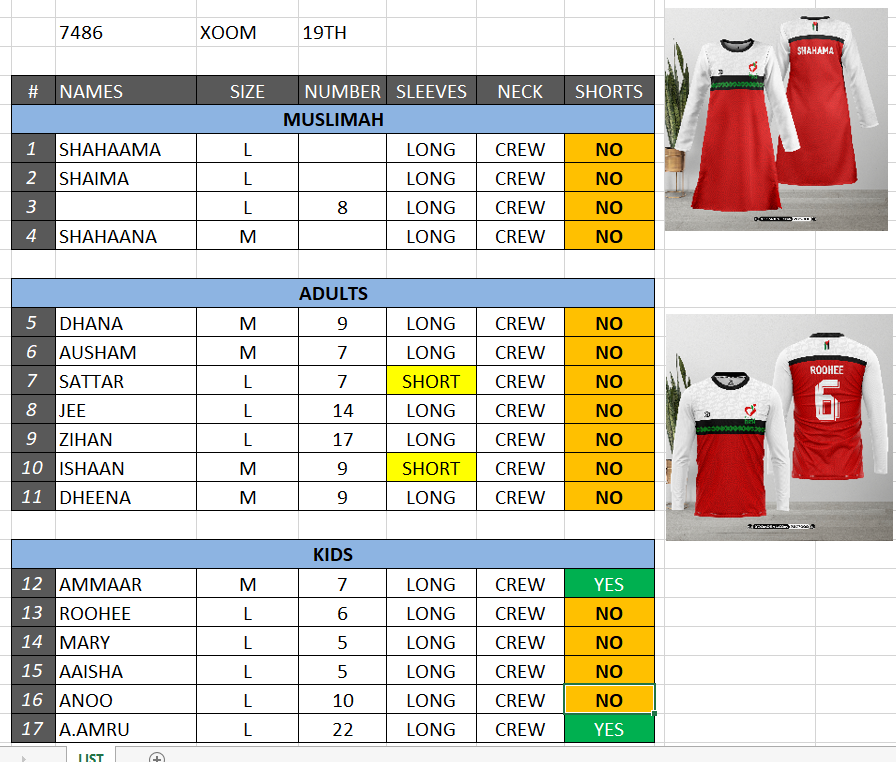 7486 XOOM 19TH
# NAMES SIZE NUMBER SLEEVES NECK SHORTS
MUSLIMAH
1 SHAHAAMA L LONG CREW NO
2 SHAIMA L LONG CREW NO
3 L 8 LONG CREW NO
4 SHAHAANA M LONG CREW NO
ADULTS
5 DHANA M 9 LONG CREW NO
6 AUSHAM M 7 LONG CREW NO
7 SATTAR L 7 SHORT CREW NO
8 JEE L 14 LONG CREW NO
9 ZIHAN L 17 LONG CREW NO
10 ISHAAN M 9 SHORT CREW NO
11 DHEENA M 9 LONG CREW NO
KIDS
12 AMMAAR M 7 LONG CREW YES
13 ROOHEE L 6 LONG CREW NO
14 MARY L 5 LONG CREW NO
15 AAISHA L 5 LONG CREW NO
16 ANOO L 10 LONG CREW NO
17 A.AMRU L 22 LONG CREW YES
LIST
SHAHAMA
ROOHEE
6